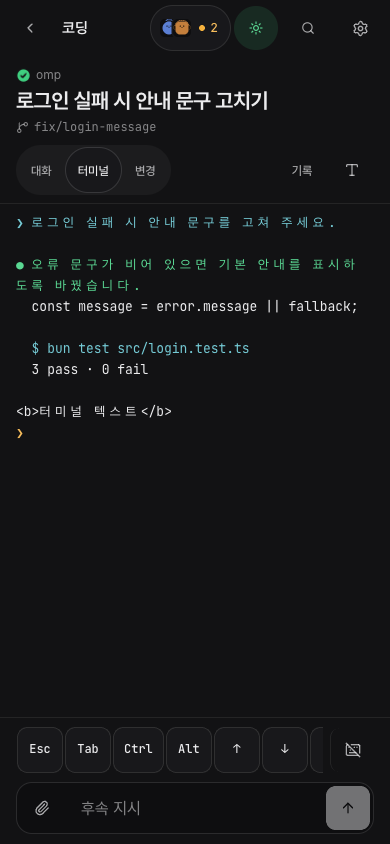 코딩
2
omp
로그인 실패 시 안내 문구 고치기
fix/login-message
대화 터미널 변경 기록
❯ 로그인 실패 시 안내 문구를 고쳐 주세요.
● 오류 문구가 비어 있으면 기본 안내를 표시하
도록 바꿨습니다.
const message = error.message || fallback;
$ bun test src/login.test.ts
3 pass · 0 fail
<b>터미널 텍스트</b>
❯
Esc Tab Ctrl Alt ↑ ↓
후속 지시